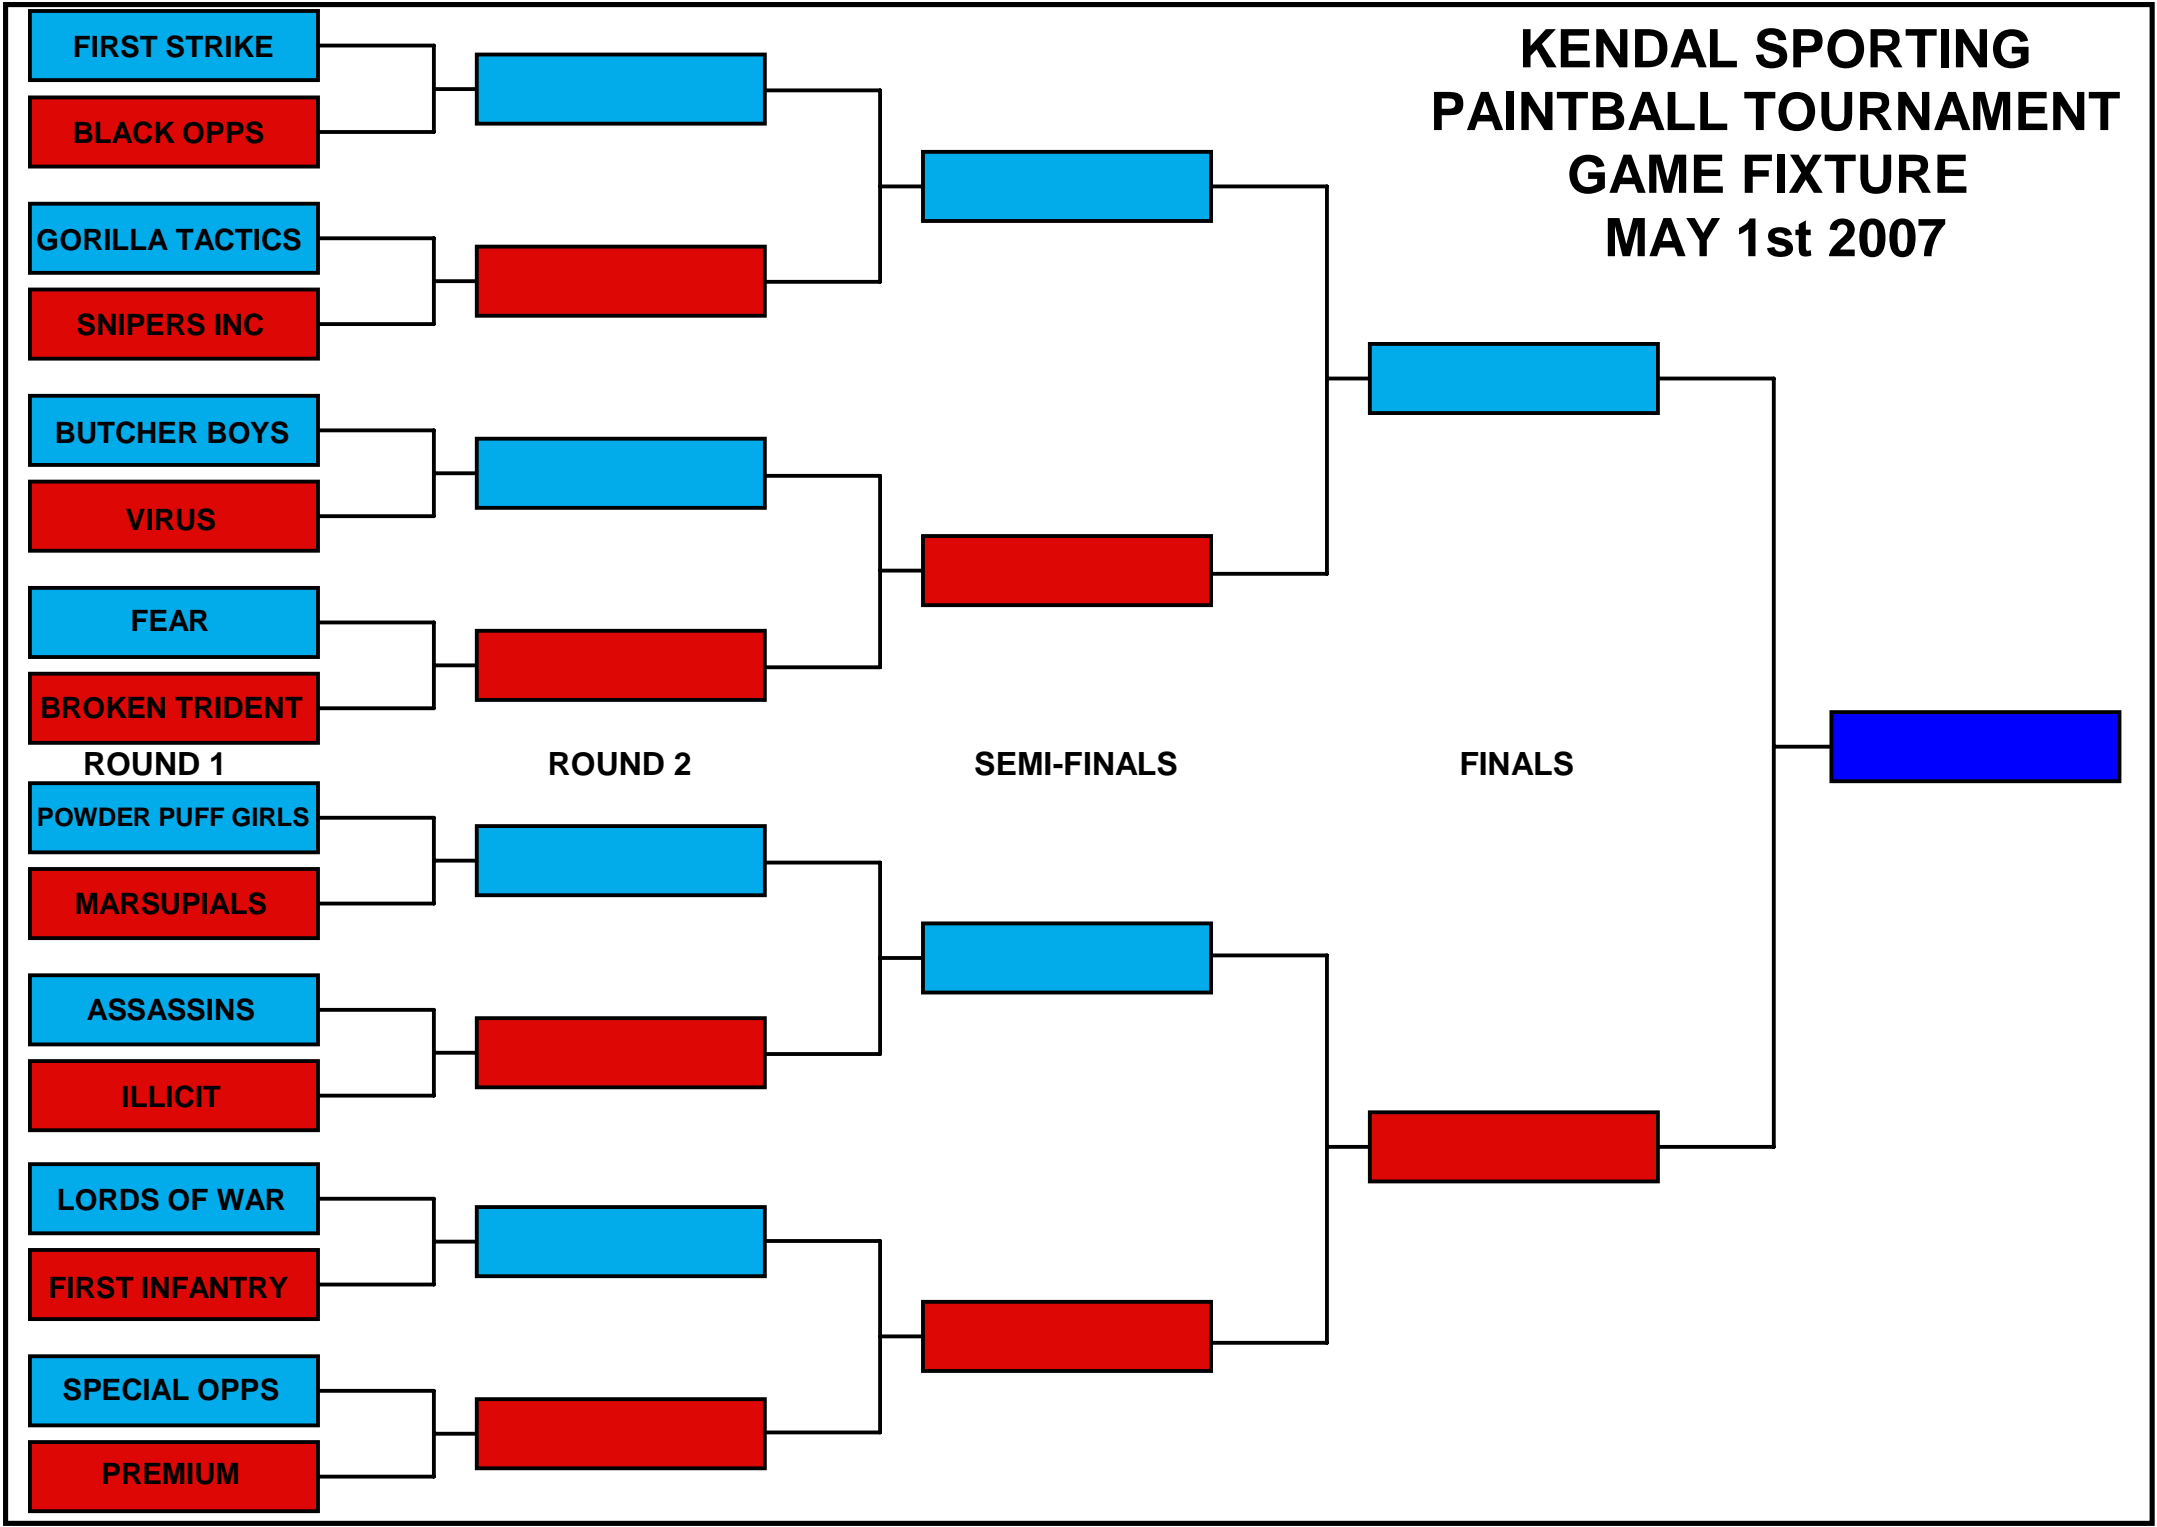 KENDAL SPORTING
PAINTBALL TOURNAMENT
GAME FIXTURE
MAY 1st 2007
FIRST STRIKE
BLACK OPPS
GORILLA TACTICS
SNIPERS INC
BUTCHER BOYS
VIRUS
FEAR
BROKEN TRIDENT
ROUND 1
ROUND 2
SEMI-FINALS
FINALS
POWDER PUFF GIRLS
MARSUPIALS
ASSASSINS
ILLICIT
LORDS OF WAR
FIRST INFANTRY
SPECIAL OPPS
PREMIUM